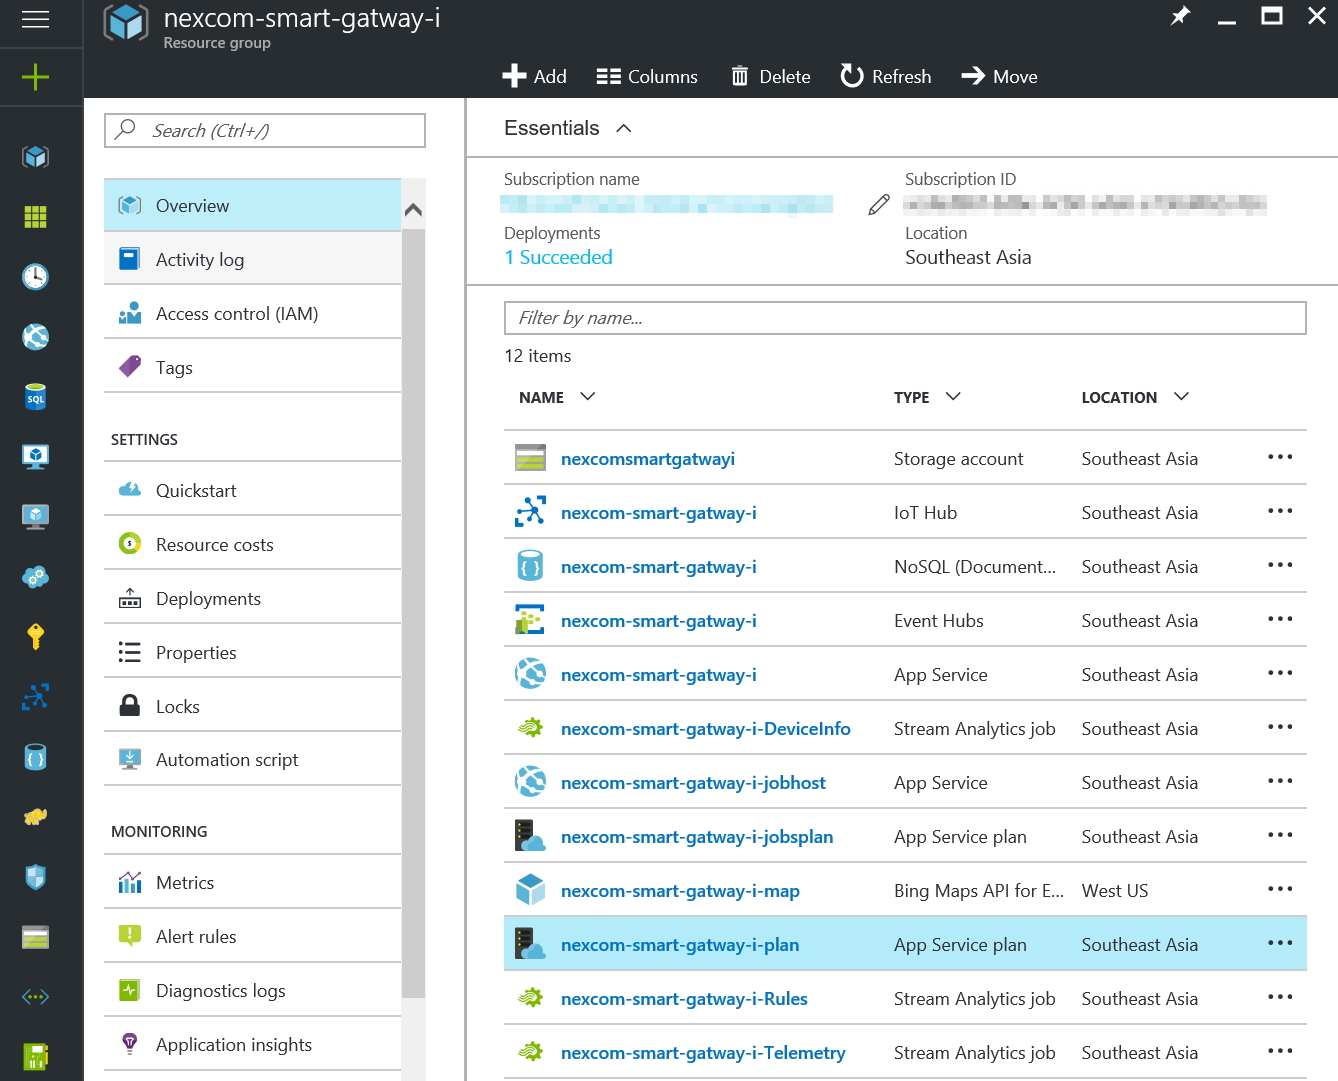 nexcom-smart-gatway-i
Resource group
Add
Columns
Delete
Refresh
Move
Search (Ctrl+/)
Overview
Activity log
Access control (IAM)
Tags
SETTINGS
Quickstart
Resource costs
Deployments
Properties
Locks
Automation script
MONITORING
Metrics
Alert rules
Diagnostics logs
Application insights
SQL
Essentials
Subscription name
Subscription ID
Deployments
1 Succeeded
Location
Southeast Asia
Filter by name...
12 items
NAME TYPE LOCATION
nexcomsmartgatwayi Storage account Southeast Asia ...
nexcom-smart-gatway-i IoT Hub Southeast Asia ...
nexcom-smart-gatway-i NoSQL (Document... Southeast Asia ...
nexcom-smart-gatway-i Event Hubs Southeast Asia ...
nexcom-smart-gatway-i App Service Southeast Asia ...
nexcom-smart-gatway-i-DeviceInfo Stream Analytics job Southeast Asia ...
nexcom-smart-gatway-i-jobhost App Service Southeast Asia ...
nexcom-smart-gatway-i-jobsplan App Service plan Southeast Asia ...
nexcom-smart-gatway-i-map Bing Maps API for E... West US ...
nexcom-smart-gatway-i-plan App Service plan Southeast Asia ...
nexcom-smart-gatway-i-Rules Stream Analytics job Southeast Asia ...
nexcom-smart-gatway-i-Telemetry Stream Analytics job Southeast Asia ...